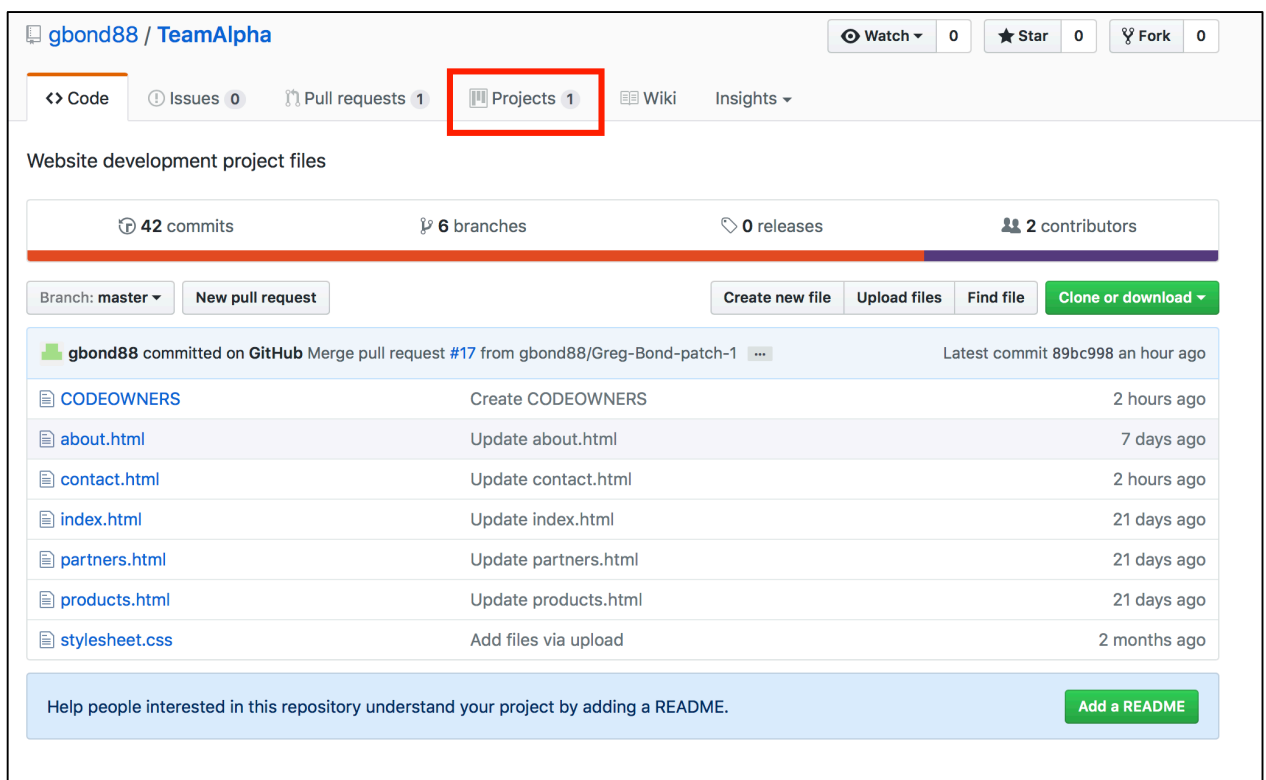 gbond88 / TeamAlpha Watch 0 Star 0 Fork 0
<> Code Issues 0 Pull requests 1 Projects 1 Wiki Insights
Website development project files
42 commits 6 branches 0 releases 2 contributors
Branch: master New pull request Create new file Upload files Find file Clone or download
gbond88 committed on GitHub Merge pull request #17 from gbond88/Greg-Bond-patch-1 ... Latest commit 89bc998 an hour ago
CODEOWNERS Create CODEOWNERS 2 hours ago
about.html Update about.html 7 days ago
contact.html Update contact.html 2 hours ago
index.html Update index.html 21 days ago
partners.html Update partners.html 21 days ago
products.html Update products.html 21 days ago
stylesheet.css Add files via upload 2 months ago
Help people interested in this repository understand your project by adding a README. Add a README